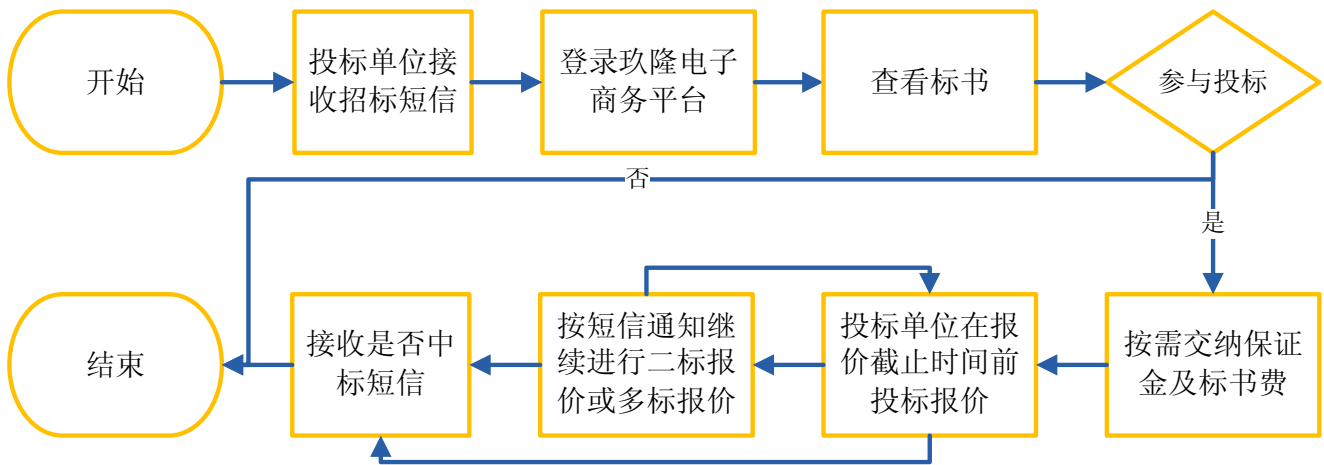 开始
投标单位接
收招标短信
登录玖隆电子
商务平台
查看标书
参与投标
否
是
结束
接收是否中
标短信
按短信通知继
续进行二标报
价或多标报价
投标单位在报
价截止时间前
投标报价
按需交纳保证
金及标书费